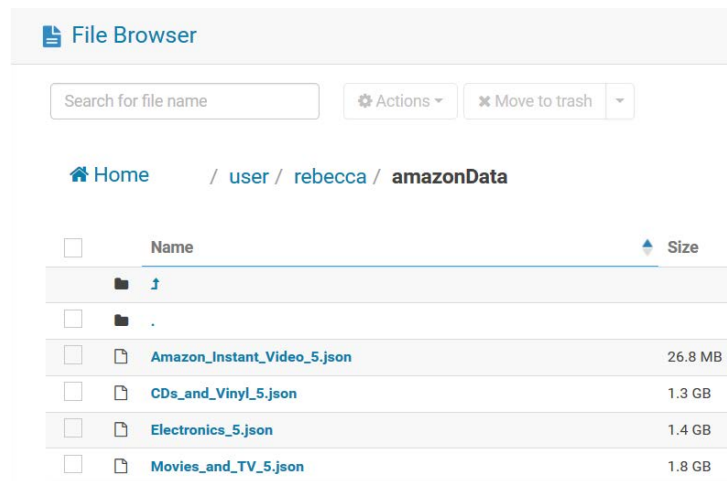 File Browser
Search for file name Actions Move to trash
Home / user / rebecca / amazonData
Name Size
.
Amazon_Instant_Video_5.json 26.8 MB
CDs_and_Vinyl_5.json 1.3 GB
Electronics_5.json 1.4 GB
Movies_and_TV_5.json 1.8 GB